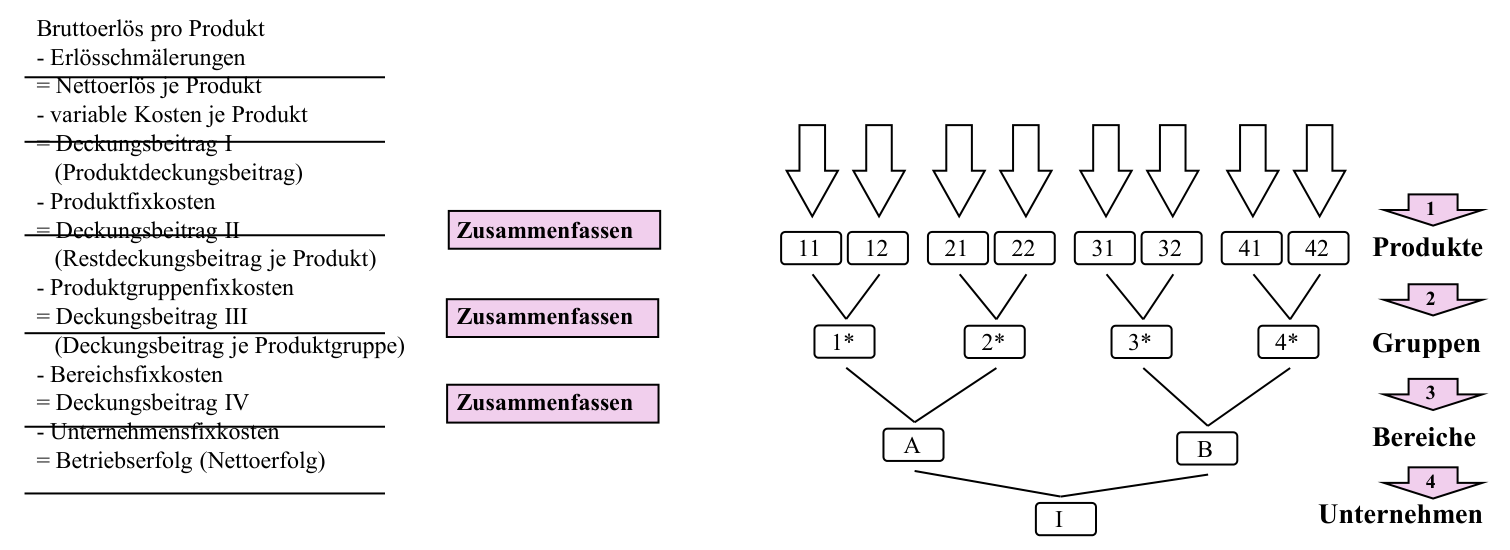 Bruttoerlös pro Produkt
- Erlösschmälerungen
= Nettoerlös je Produkt
- variable Kosten je Produkt
= Deckungsbeitrag I
(Produktdeckungsbeitrag)
- Produktfixkosten
= Deckungsbeitrag II
(Restdeckungsbeitrag je Produkt)
- Produktgruppenfixkosten
= Deckungsbeitrag III
(Deckungsbeitrag je Produktgruppe)
- Bereichsfixkosten
= Deckungsbeitrag IV
- Unternehmensfixkosten
= Betriebserfolg (Nettoerfolg)
Zusammenfassen
Zusammenfassen
Zusammenfassen
11 12 21 22 31 32 41 42
1* 2* 3* 4*
A B
I
1
Produkte
2
Gruppen
3
Bereiche
4
Unternehmen